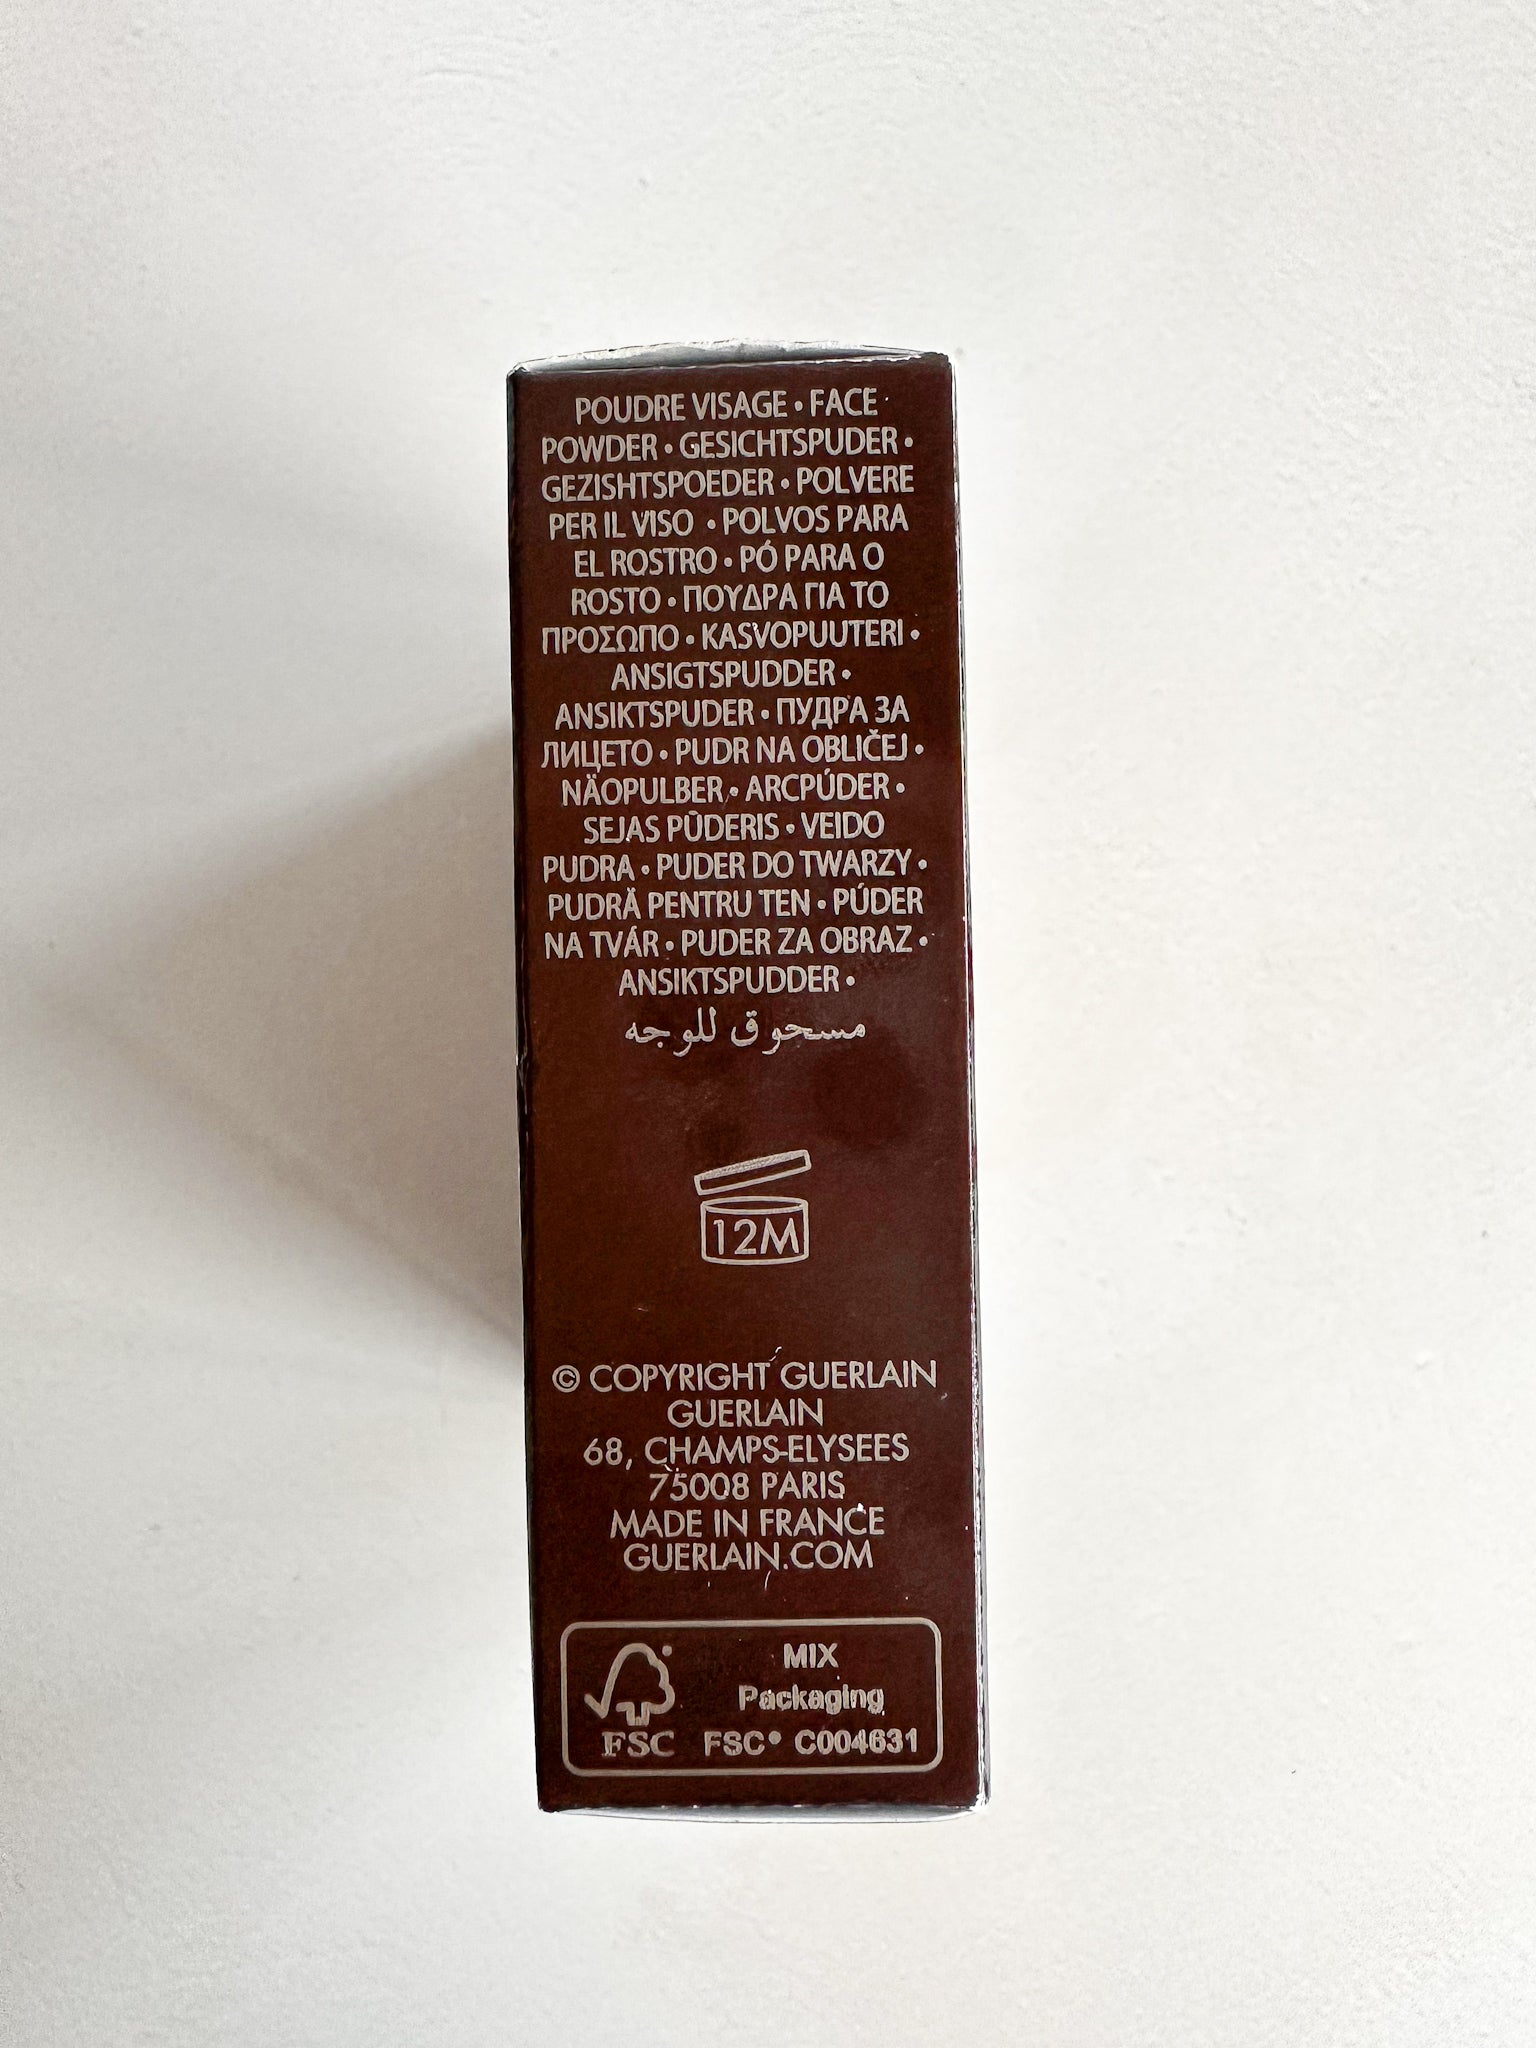 POUDRE VISAGE • FACE
POWDER • GESICHTSPUDER •
GEZISHTSPOEDER • POLVERE
PER IL VISO • POLVOS PARA
EL ROSTRO • PÓ PARA O
ROSTO • ΠΟΥΔΡΑ ΓΙΑ ΤΟ
ΠΡΟΣΩΠΟ • KASVOPUUTERI •
ANSIGTSPUDDER •
ANSIKTSPUDER • ПУДРА ЗА
ЛИЦЕТО • PUDR NA OBLIČEJ •
NÄOPULBER • ARCPÚDER •
SEJAS PŪDERIS • VEIDO
PUDRA • PUDER DO TWARZY •
PUDRĂ PENTRU TEN • PÚDER
NA TVÁR • PUDER ZA OBRAZ •
ANSIKTSPUDDER •
مسحوق للوجه
12M
© COPYRIGHT GUERLAIN
GUERLAIN
68, CHAMPS-ELYSEES
75008 PARIS
MADE IN FRANCE
GUERLAIN.COM
MIX
Packaging
FSC FSC® C004631